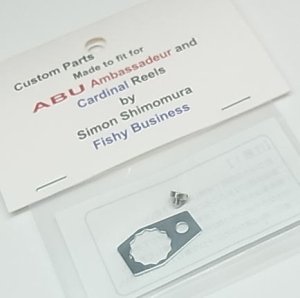 Custom Parts
Made to fit for
ABU Ambassadeur and
Cardinal Reels
by
Simon Shimomura
Fishy Business